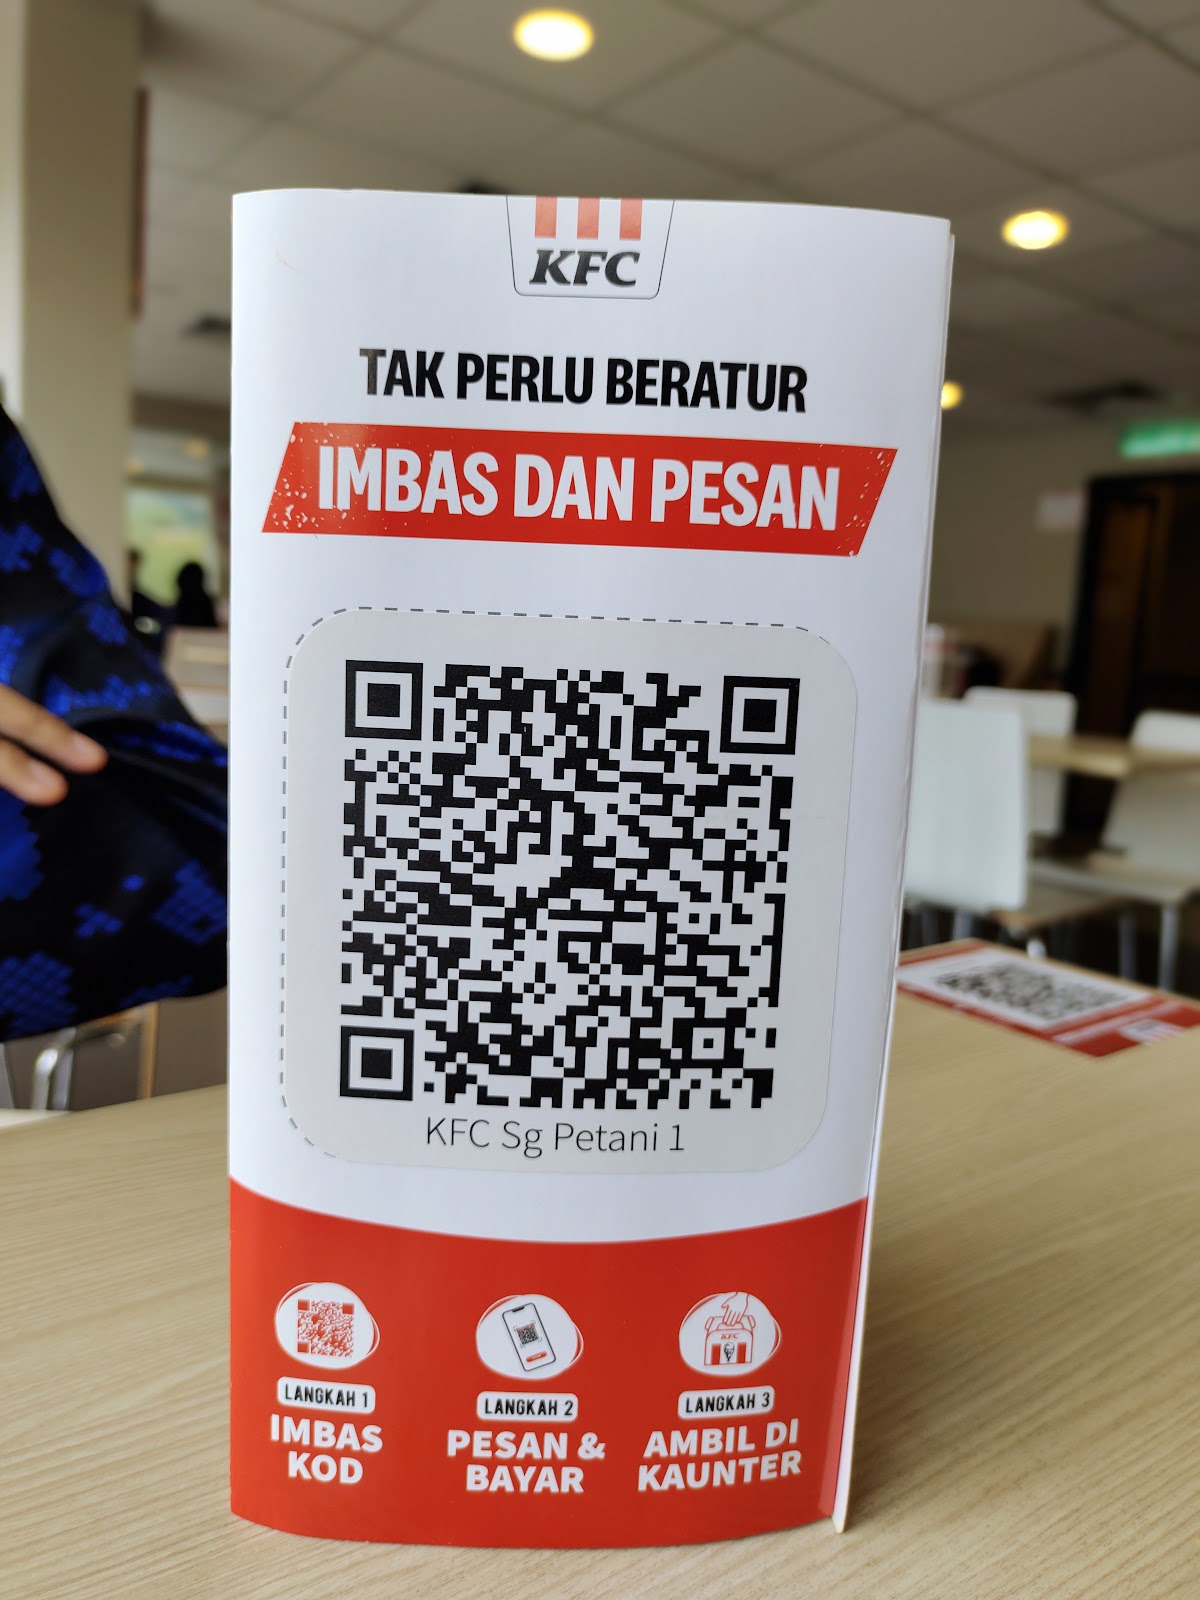 KFC
TAK PERLU BERATUR
IMBAS DAN PESAN
KFC Sg Petani 1
LANGKAH 1
IMBAS
KOD
LANGKAH 2
PESAN &
BAYAR
KFC
LANGKAH 3
AMBIL DI
KAUNTER